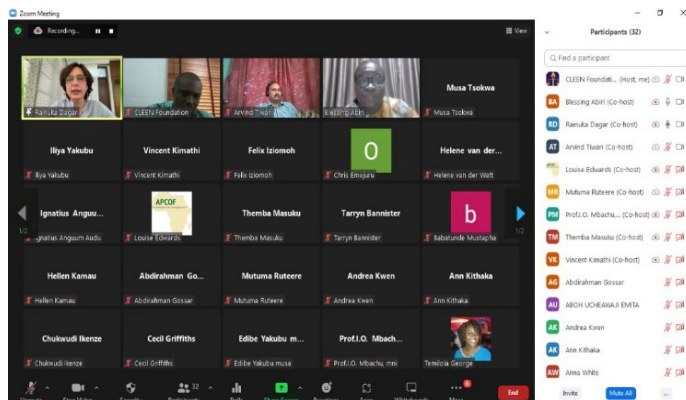 Zoom Meeting
Recording...
View
Rainuka Dagar
CLEEN Foundation
Arvind Tiwari
Blessing Abiri
Musa Tsokwa
Musa Tsokwa
Iliya Yakubu
Vincent Kimathi
Felix Iziomoh
O
Helene van der...
Iliya Yakubu
Vincent Kimathi
Felix Iziomoh
Chris Emejuru
Helene van der Watt
Ignatius Anguu...
APCOF
Themba Masuku
Tarryn Bannister
b
1/2
1/2
Ignatius Anguum Audu
Louise Edwards
Themba Masuku
Tarryn Bannister
Babatunde Mustapha
Hellen Kamau
Abdirahman Go...
Mutuma Ruteere
Andrea Kwen
Ann Kithaka
Hellen Kamau
Abdirahman Gossar
Mutuma Ruteere
Andrea Kwen
Ann Kithaka
Chukwudi Ikenze
Cecil Griffiths
Edibe Yakubu m...
Prof.I.O. Mbach...
Chukwudi Ikenze
Cecil Griffiths
Edibe Yakubu musa
Prof.I.O. Mbachu, mni
Temilola George
32
End
Participants (32)
Find a participant
CLEEN Foundati... (Host, me)
BA Blessing Abiri (Co-host)
RD Rainuka Dagar (Co-host)
AT Arvind Tiwari (Co-host)
Louise Edwards (Co-host)
MR Mutuma Ruteere (Co-host)
PM Prof.I.O. Mbachu,... (Co-host)
TM Themba Masuku (Co-host)
VK Vincent Kimathi (Co-host)
AG Abdirahman Gossar
AU ABOH UCHEAWAJI EMITA
AK Andrea Kwen
AK Ann Kithaka
AW Anna White
Invite
Mute All
...